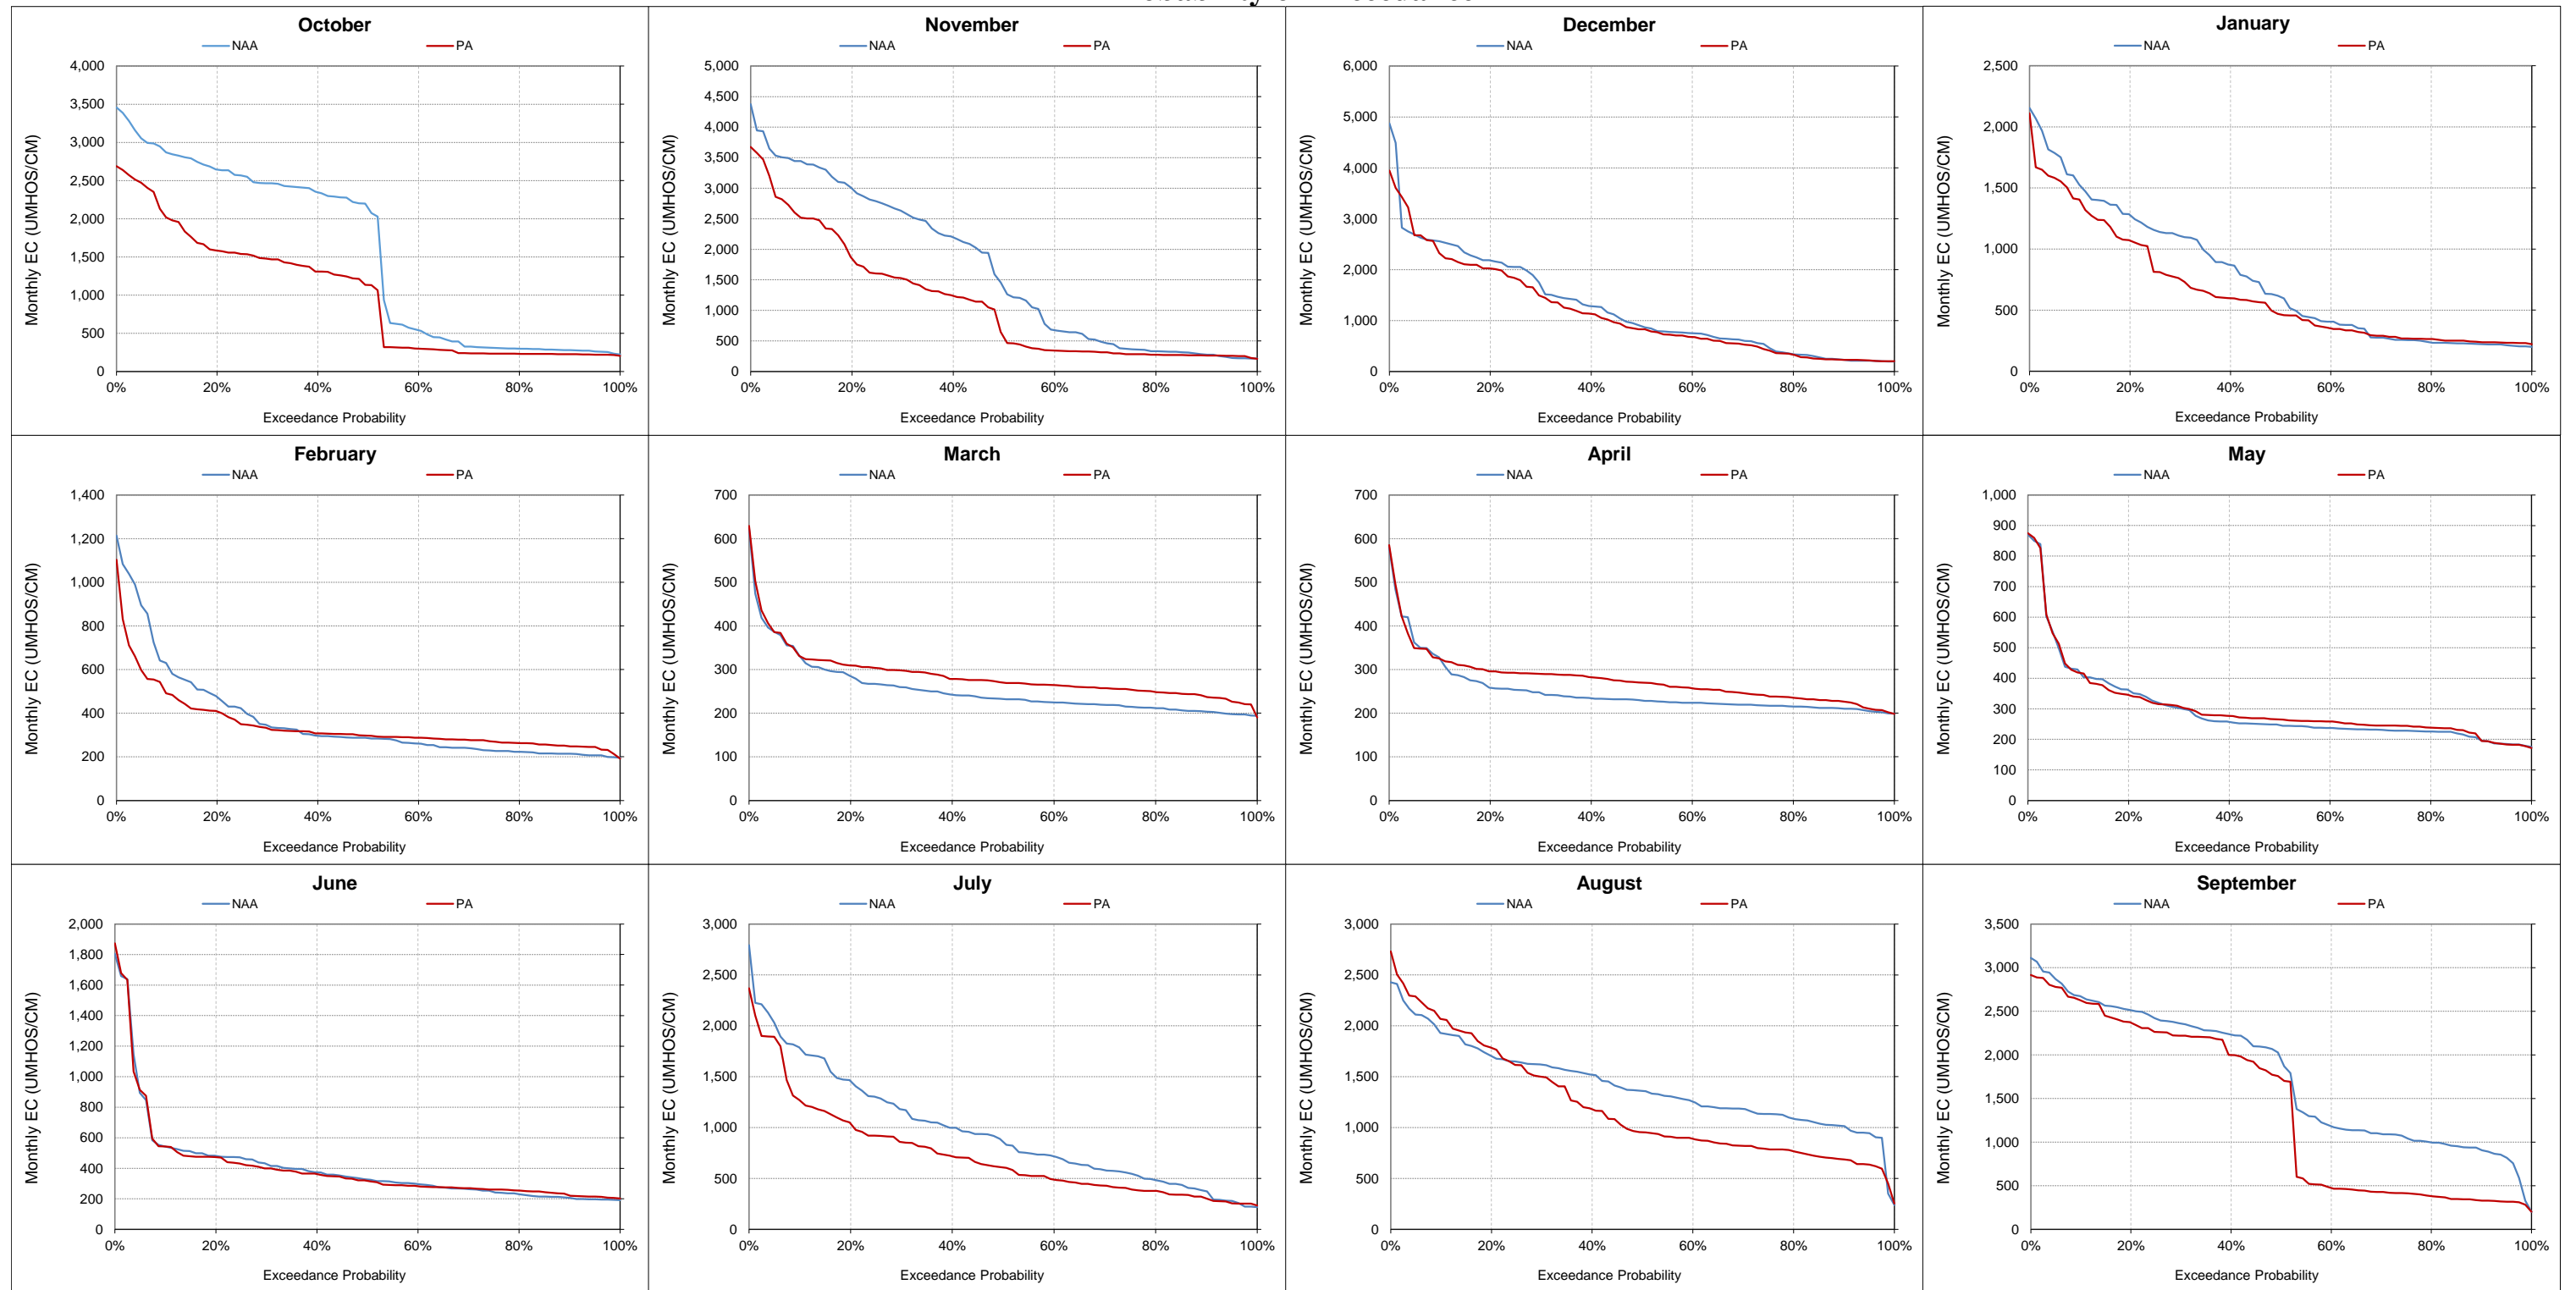 October
NAA PA
Monthly EC (UMHOS/CM)
4,000
3,500
3,000
2,500
2,000
1,500
1,000
500
0
0% 20% 40% 60% 80% 100%
Exceedance Probability
November
NAA PA
Monthly EC (UMHOS/CM)
5,000
4,500
4,000
3,500
3,000
2,500
2,000
1,500
1,000
500
0
0% 20% 40% 60% 80% 100%
Exceedance Probability
December
NAA PA
Monthly EC (UMHOS/CM)
6,000
5,000
4,000
3,000
2,000
1,000
0
0% 20% 40% 60% 80% 100%
Exceedance Probability
January
NAA PA
Monthly EC (UMHOS/CM)
2,500
2,000
1,500
1,000
500
0
0% 20% 40% 60% 80% 100%
Exceedance Probability
February
NAA PA
Monthly EC (UMHOS/CM)
1,400
1,200
1,000
800
600
400
200
0
0% 20% 40% 60% 80% 100%
Exceedance Probability
March
NAA PA
Monthly EC (UMHOS/CM)
700
600
500
400
300
200
100
0
0% 20% 40% 60% 80% 100%
Exceedance Probability
April
NAA PA
Monthly EC (UMHOS/CM)
700
600
500
400
300
200
100
0
0% 20% 40% 60% 80% 100%
Exceedance Probability
May
NAA PA
Monthly EC (UMHOS/CM)
1,000
900
800
700
600
500
400
300
200
100
0
0% 20% 40% 60% 80% 100%
Exceedance Probability
June
NAA PA
Monthly EC (UMHOS/CM)
2,000
1,800
1,600
1,400
1,200
1,000
800
600
400
200
0
0% 20% 40% 60% 80% 100%
Exceedance Probability
July
NAA PA
Monthly EC (UMHOS/CM)
3,000
2,500
2,000
1,500
1,000
500
0
0% 20% 40% 60% 80% 100%
Exceedance Probability
August
NAA PA
Monthly EC (UMHOS/CM)
3,000
2,500
2,000
1,500
1,000
500
0
0% 20% 40% 60% 80% 100%
Exceedance Probability
September
NAA PA
Monthly EC (UMHOS/CM)
3,500
3,000
2,500
2,000
1,500
1,000
500
0
0% 20% 40% 60% 80% 100%
Exceedance Probability